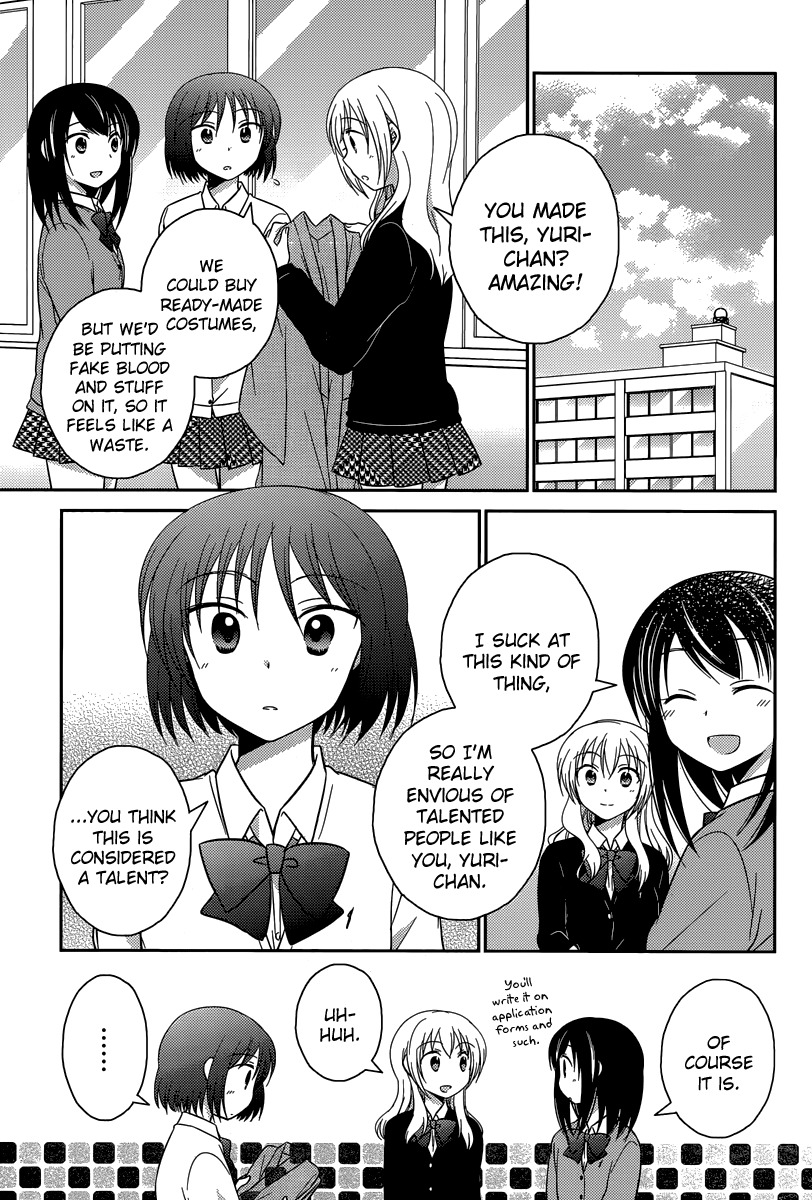 YOU MADE
THIS, YURI-
CHAN?
AMAZING!
WE
COULD BUY
READY-MADE
COSTUMES,
BUT WE'D
BE PUTTING
FAKE BLOOD
AND STUFF
ON IT, SO IT
FEELS LIKE A
WASTE.
I SUCK AT
THIS KIND OF
THING,
SO I'M
REALLY
ENVIOUS OF
TALENTED
PEOPLE LIKE
YOU, YURI-
CHAN.
...YOU THINK
THIS IS
CONSIDERED
A TALENT?
OF
COURSE
IT IS.
You'll
write it on
application
forms and
such.
UH-
HUH.
......